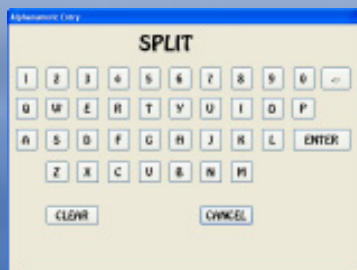 Alphanumeric Entry
SPLIT
1 2 3 4 5 6 7 8 9 0
Q W E R T Y U I O P
A S D F G H J K L ENTER
Z X C V B N M
CLEAR CANCEL